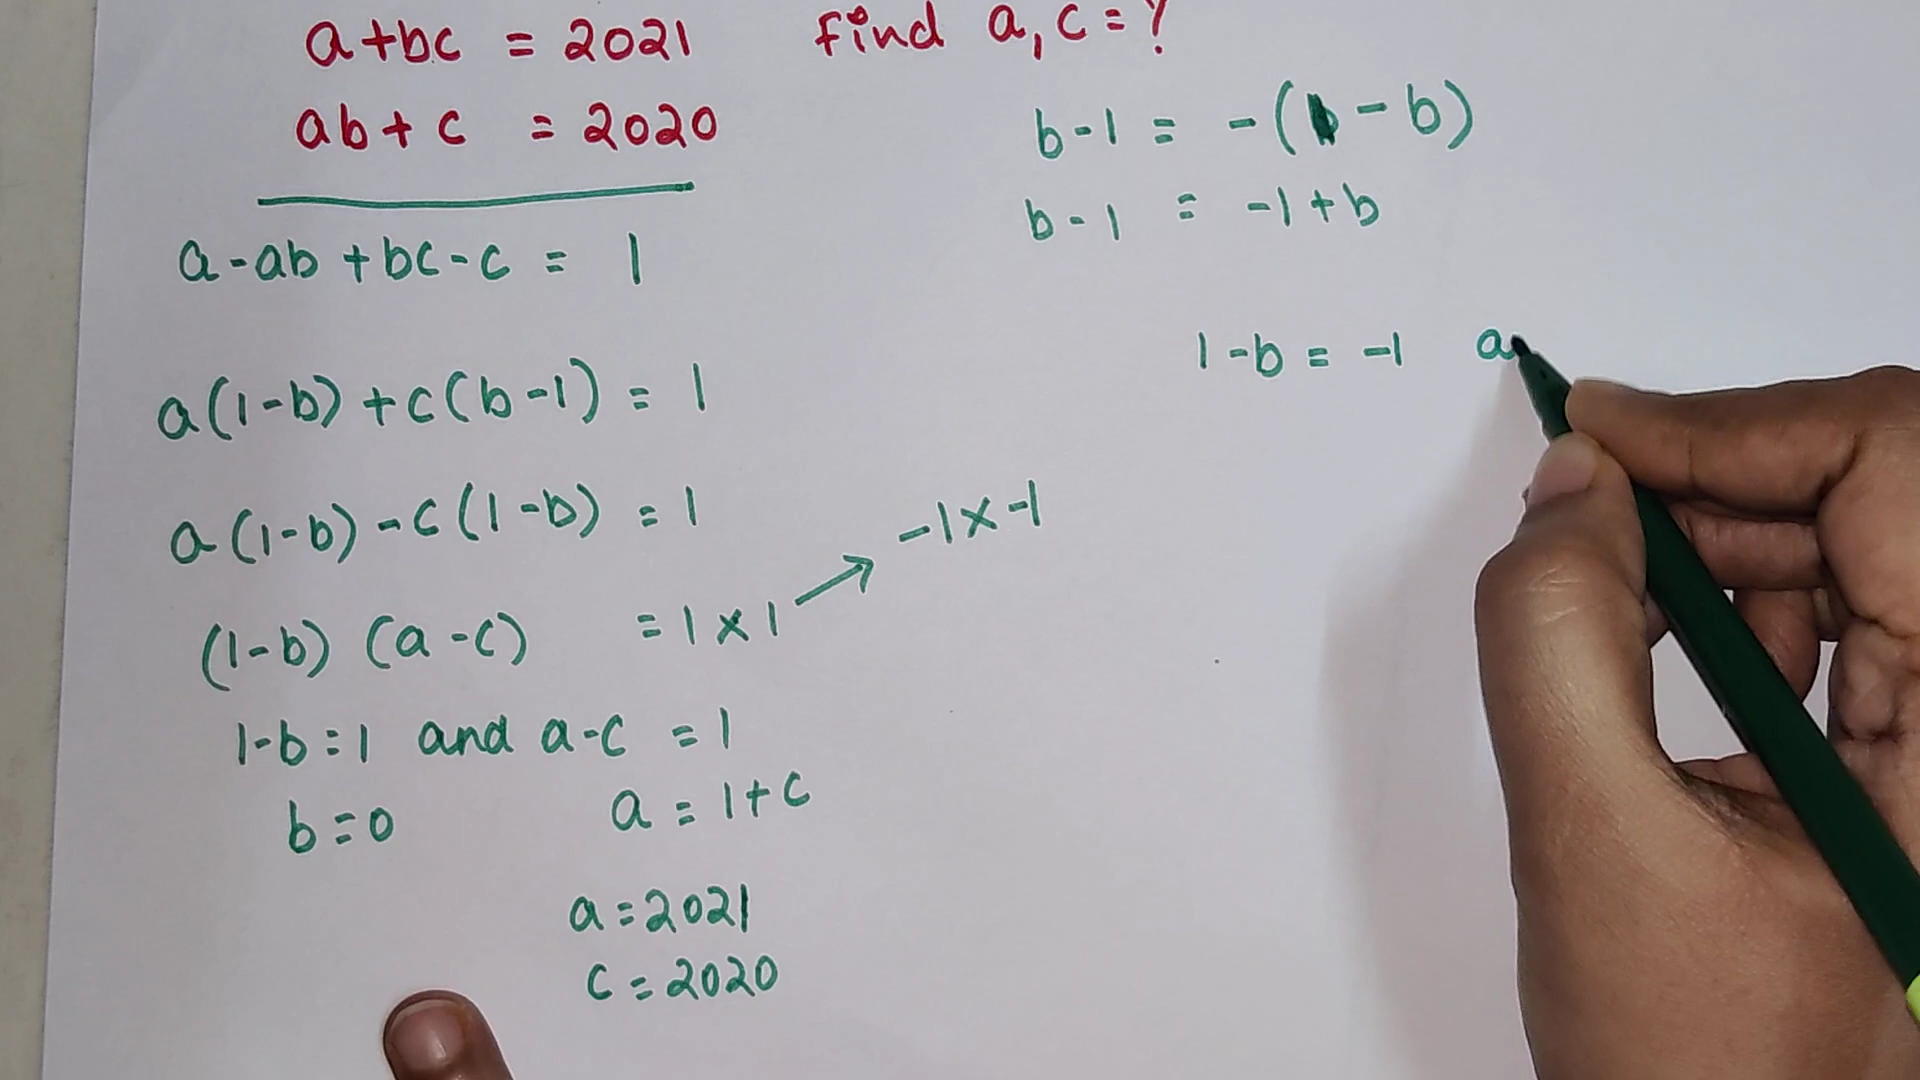 a+bc = 2021 find a, c = ?
ab+c = 2020
b-1 = -(1-b)
b-1 = -1+b
a-ab+bc-c = 1
1-b = -1 a
a(1-b)+c(b-1) = 1
a(1-b)-c(1-b) = 1
-1×-1
(1-b)(a-c) = 1×1
1-b=1 and a-c = 1
b=0 a = 1+c
a=2021
c=2020